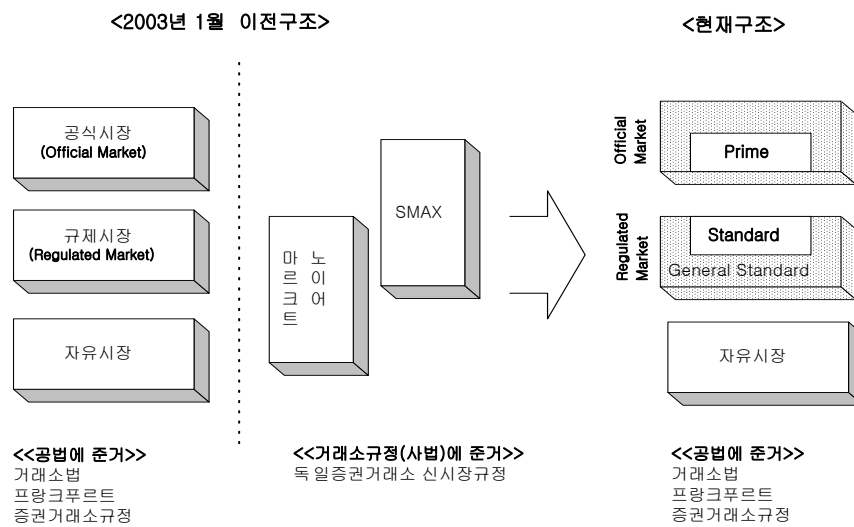 <2003년 1월 이전구조>
<현재구조>
공식시장
(Official Market)
규제시장
(Regulated Market)
자유시장
노이어
마르크트
SMAX
Official
Market
Prime
Regulated
Market
Standard
General Standard
자유시장
<<공법에 준거>>
거래소법
프랑크푸르트
증권거래소규정
<<거래소규정(사법)에 준거>>
독일증권거래소 신시장규정
<<공법에 준거>>
거래소법
프랑크푸르트
증권거래소규정